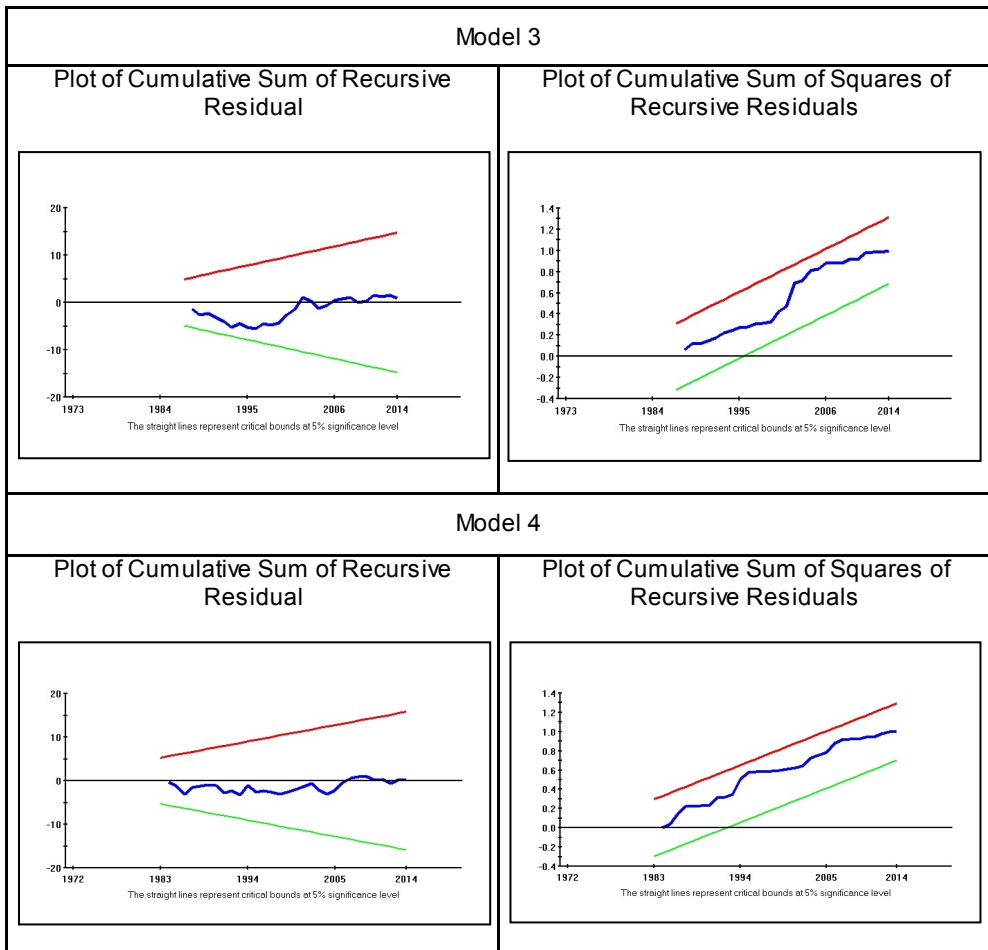 Model 3
Plot of Cumulative Sum of Recursive
Residual
Plot of Cumulative Sum of Squares of
Recursive Residuals
20
10
0
-10
-20
1973 1984 1995 2006 2014
The straight lines represent critical bounds at 5% significance level
1.4
1.2
1.0
0.8
0.6
0.4
0.2
0.0
-0.2
-0.4
1973 1984 1995 2006 2014
The straight lines represent critical bounds at 5% significance level
Model 4
Plot of Cumulative Sum of Recursive
Residual
Plot of Cumulative Sum of Squares of
Recursive Residuals
20
10
0
-10
-20
1972 1983 1994 2005 2014
The straight lines represent critical bounds at 5% significance level
1.4
1.2
1.0
0.8
0.6
0.4
0.2
0.0
-0.2
-0.4
1972 1983 1994 2005 2014
The straight lines represent critical bounds at 5% significance level